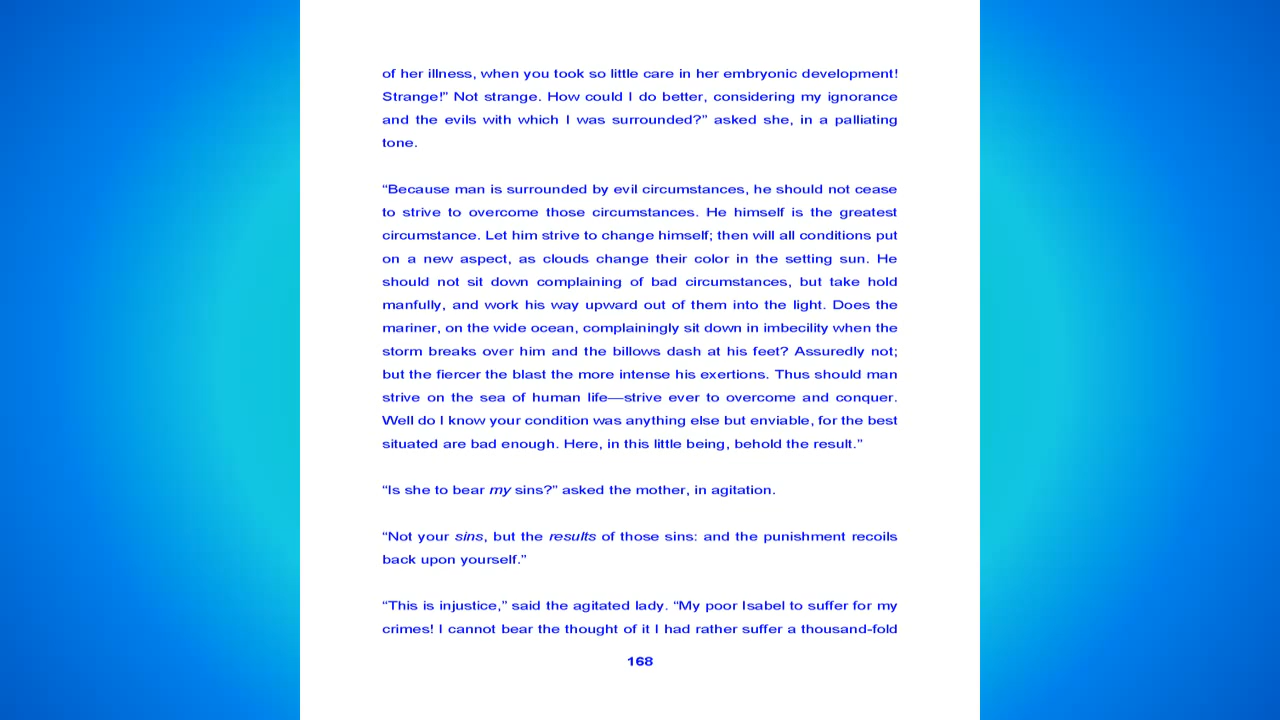 of her illness, when you took so little care in her embryonic development!
Strange!” Not strange. How could I do better, considering my ignorance
and the evils with which I was surrounded?” asked she, in a palliating
tone.
“Because man is surrounded by evil circumstances, he should not cease
to strive to overcome those circumstances. He himself is the greatest
circumstance. Let him strive to change himself; then will all conditions put
on a new aspect, as clouds change their color in the setting sun. He
should not sit down complaining of bad circumstances, but take hold
manfully, and work his way upward out of them into the light. Does the
mariner, on the wide ocean, complainingly sit down in imbecility when the
storm breaks over him and the billows dash at his feet? Assuredly not;
but the fiercer the blast the more intense his exertions. Thus should man
strive on the sea of human life—strive ever to overcome and conquer.
Well do I know your condition was anything else but enviable, for the best
situated are bad enough. Here, in this little being, behold the result.”
“Is she to bear my sins?” asked the mother, in agitation.
“Not your sins, but the results of those sins: and the punishment recoils
back upon yourself.”
“This is injustice,” said the agitated lady. “My poor Isabel to suffer for my
crimes! I cannot bear the thought of it I had rather suffer a thousand-fold
168